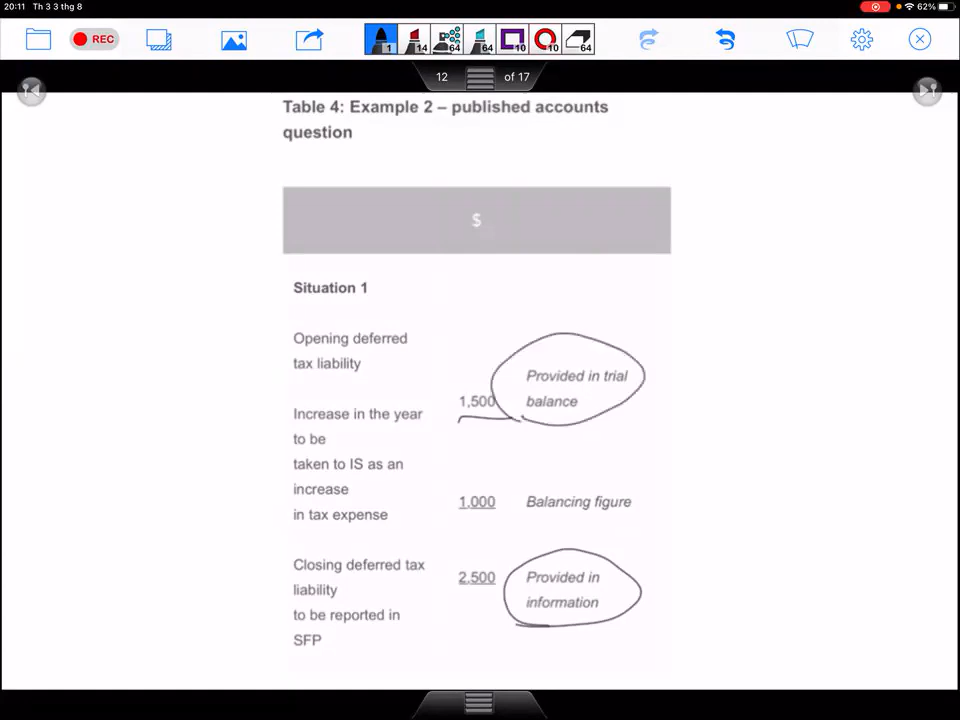 20:11 Th 3 3 thg 8
62%
REC
1
14
64
64
10
10
64
12 of 17
Table 4: Example 2 – published accounts
question
$
Situation 1
Opening deferred
tax liability
1,500
Provided in trial
balance
Increase in the year
to be
taken to IS as an
increase
in tax expense
1,000
Balancing figure
Closing deferred tax
liability
to be reported in
SFP
2,500
Provided in
information